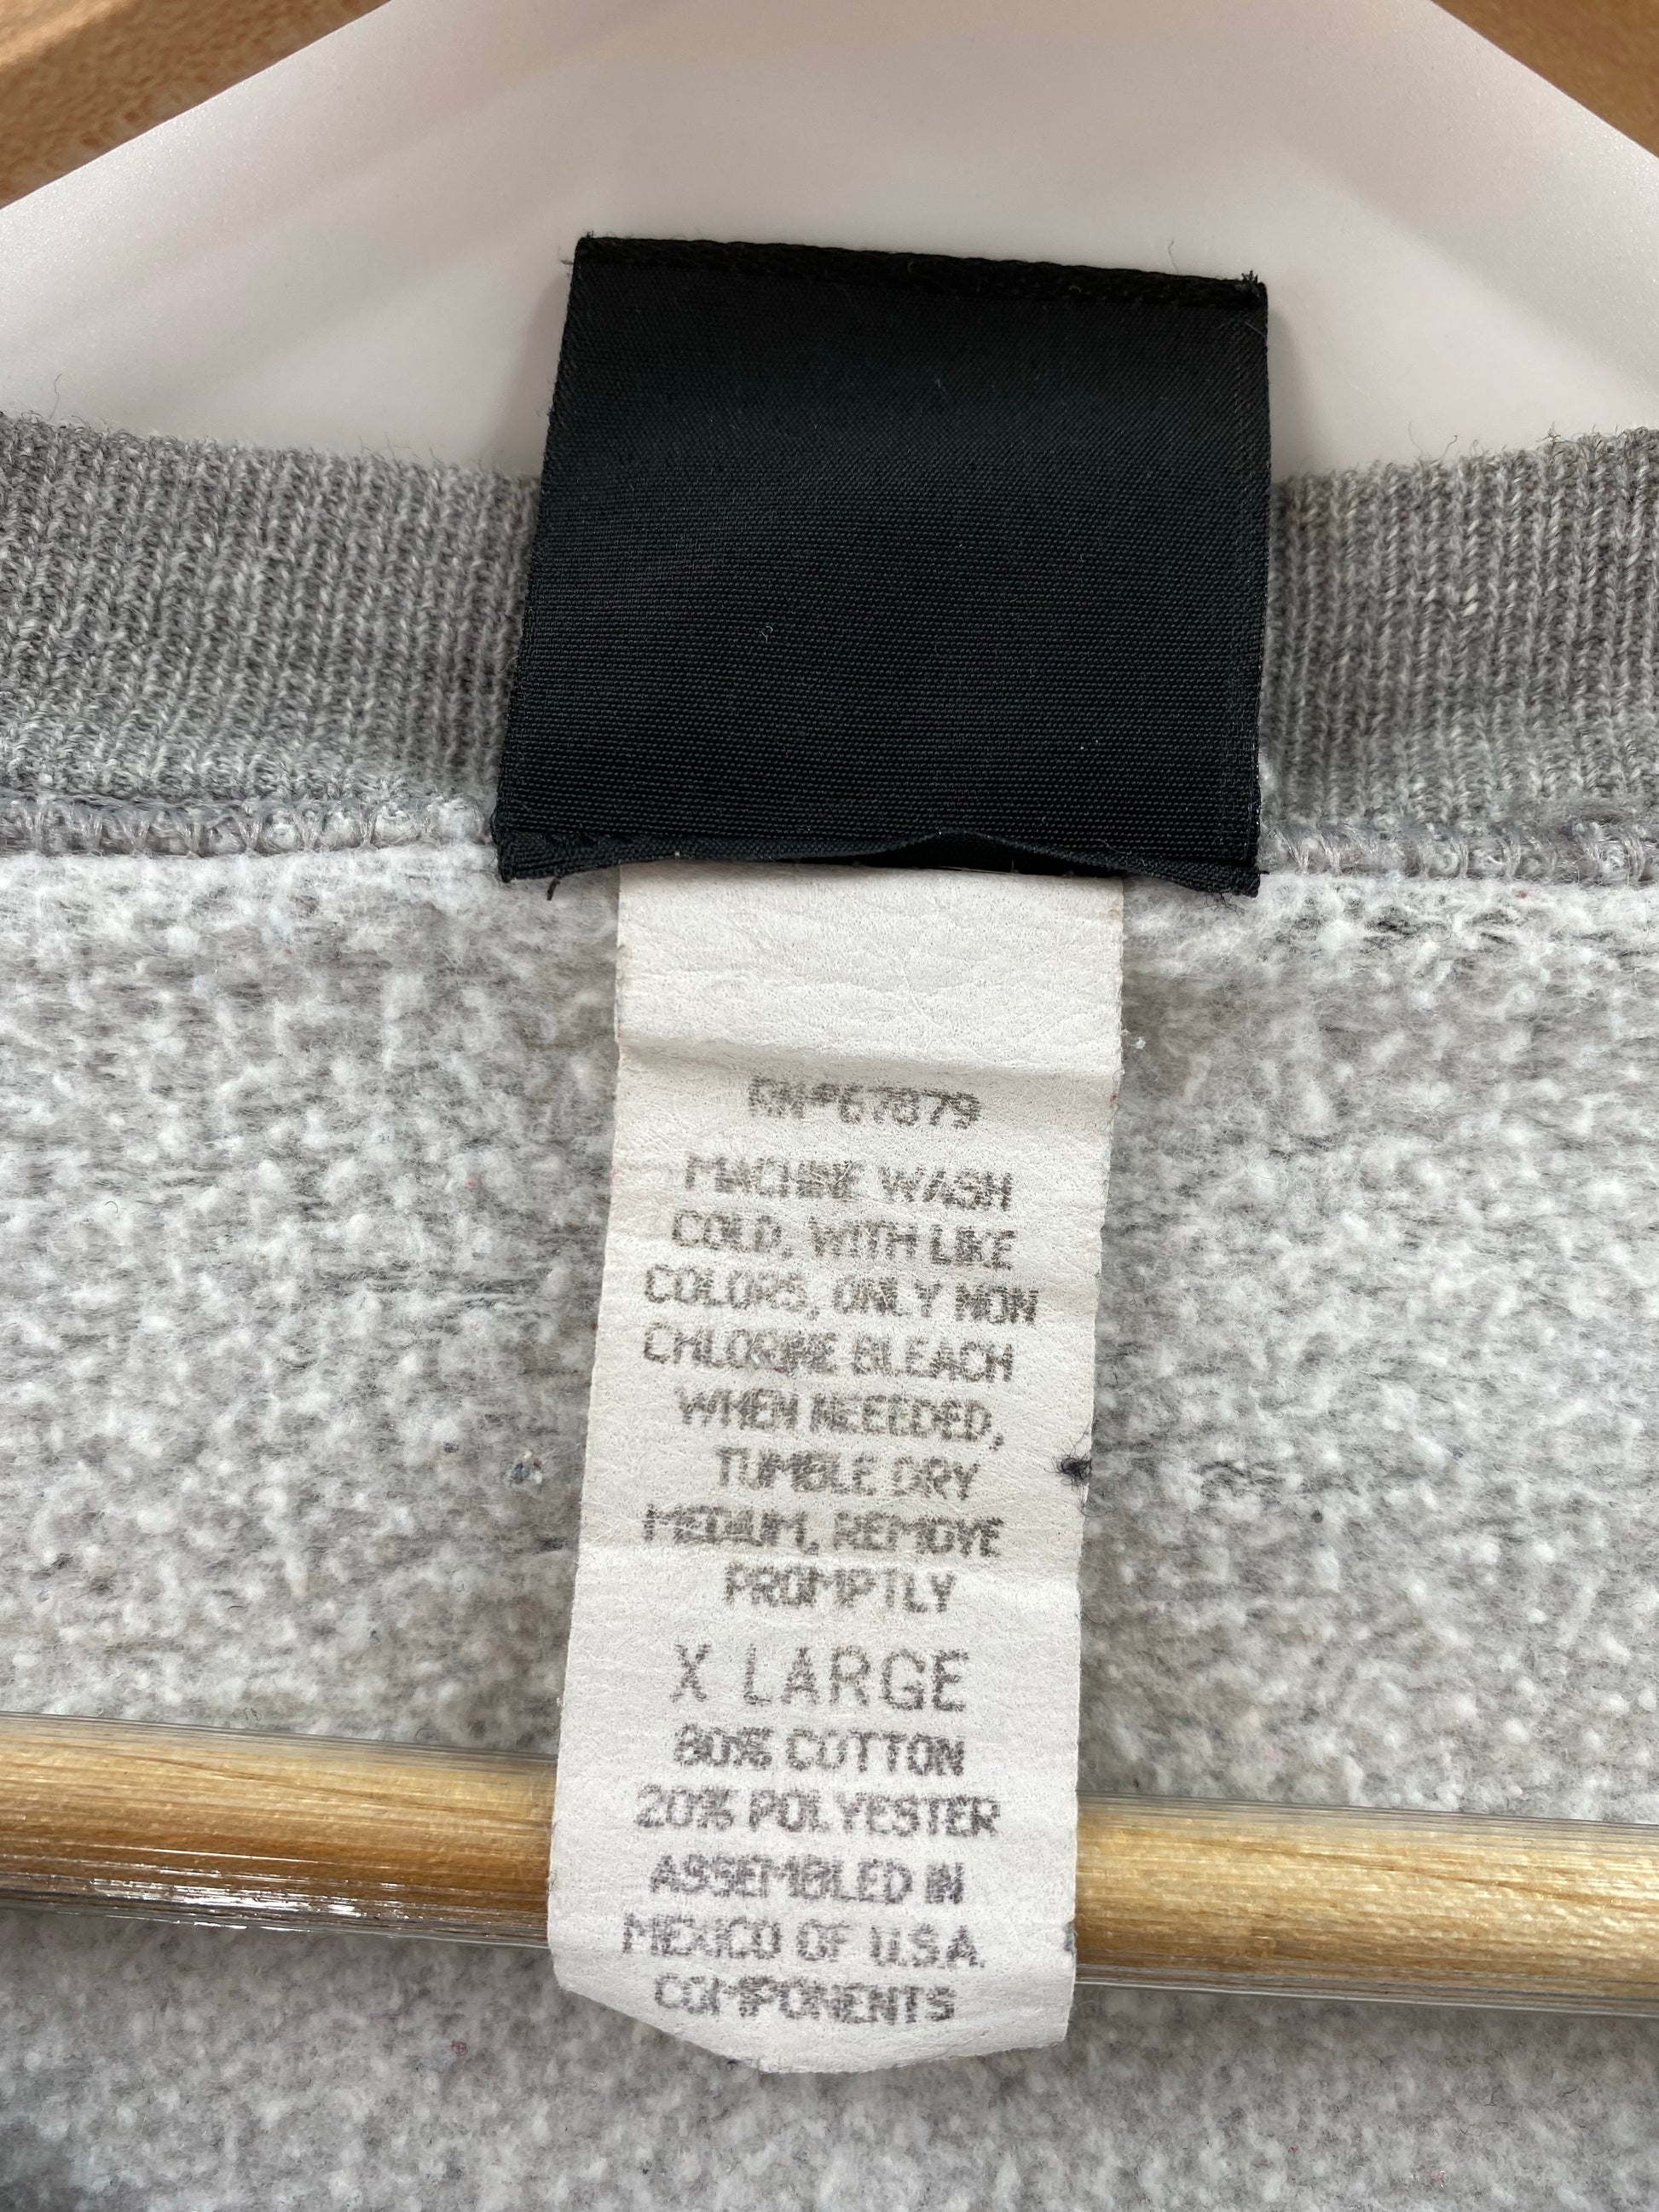 RN#67879
MACHINE WASH
COLD, WITH LIKE
COLORS, ONLY NON
CHLORINE BLEACH
WHEN NEEEDED,
TUMBLE DRY
MEDIUM, REMOVE
PROMPTLY
X LARGE
80% COTTON
20% POLYESTER
ASSEMBLED IN
MEXICO OF U.S.A.
COMPONENTS